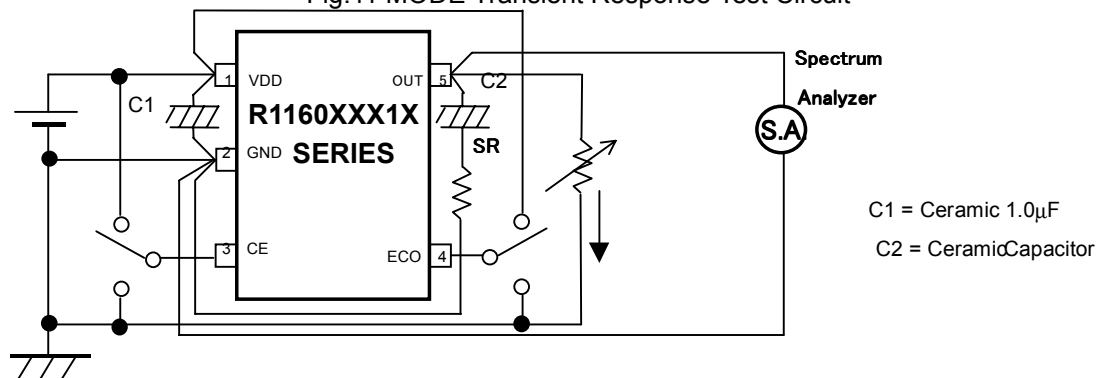 Fig.11 MODE Transient Response Test Circuit
Spectrum
Analyzer
S.A.
1
VDD
OUT
5
C2
C1
R1160XXX1X
SERIES
2
GND
SR
3
CE
ECO
4
C1 = Ceramic 1.0μF
C2 = CeramicCapacitor